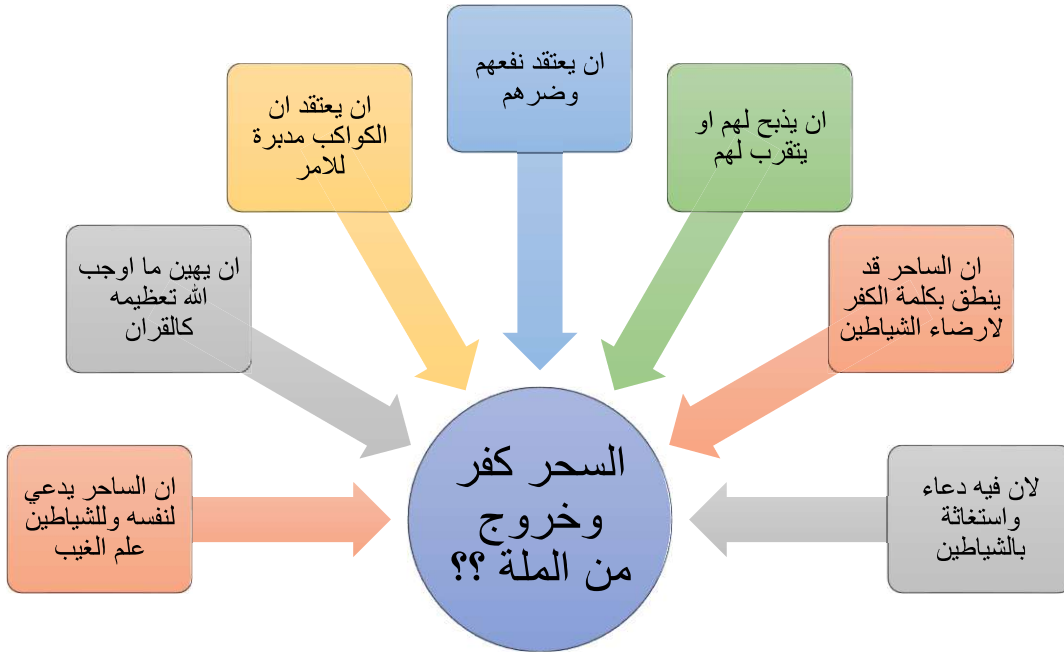 السحر كفر
وخروج
من الملة ؟؟
لان فيه دعاء
واستغاثة
بالشياطين
ان الساحر قد
ينطق بكلمة الكفر
لارضاء الشياطين
ان يذبح لهم او
يتقرب لهم
ان يعتقد نفعهم
وضرهم
ان يعتقد ان
الكواكب مدبرة
للامر
ان يهين ما اوجب
الله تعظيمه
كالقران
ان الساحر يدعي
لنفسه وللشياطين
علم الغيب